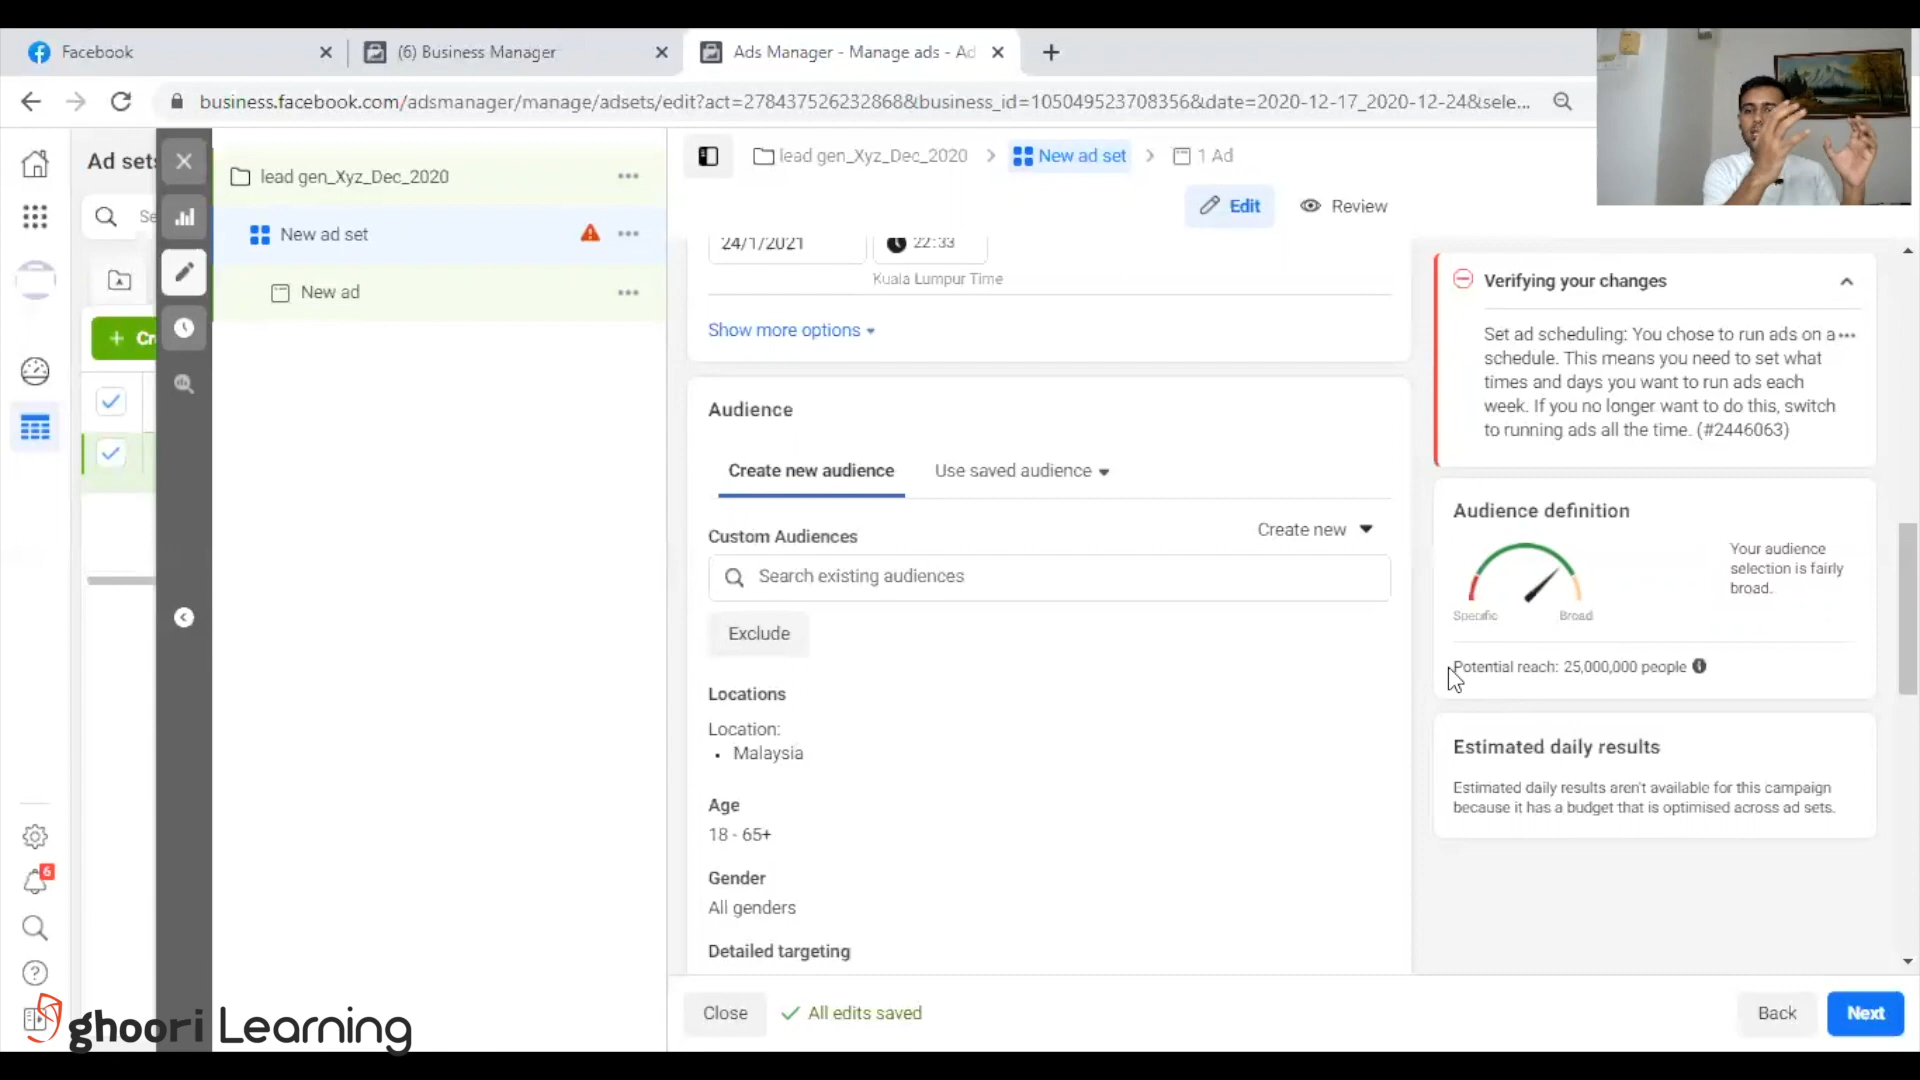 Facebook
(6) Business Manager
Ads Manager - Manage ads - Ad
business.facebook.com/adsmanager/manage/adsets/edit?act=278437526232868&business_id=105049523708356&date=2020-12-17_2020-12-24&sele...
Ad sets
Se
+ Cr
lead gen_Xyz_Dec_2020
New ad set
New ad
lead gen_Xyz_Dec_2020
New ad set
1 Ad
Edit
Review
24/1/2021
22:33
Kuala Lumpur Time
Show more options
Audience
Create new audience
Use saved audience
Custom Audiences
Create new
Search existing audiences
Exclude
Locations
Location:
• Malaysia
Age
18 - 65+
Gender
All genders
Detailed targeting
Verifying your changes
Set ad scheduling: You chose to run ads on a
schedule. This means you need to set what
times and days you want to run ads each
week. If you no longer want to do this, switch
to running ads all the time. (#2446063)
Audience definition
Your audience
selection is fairly
broad.
Specific
Broad
Potential reach: 25,000,000 people
Estimated daily results
Estimated daily results aren't available for this campaign
because it has a budget that is optimised across ad sets.
6
Close
All edits saved
Back
Next
ghoori Learning